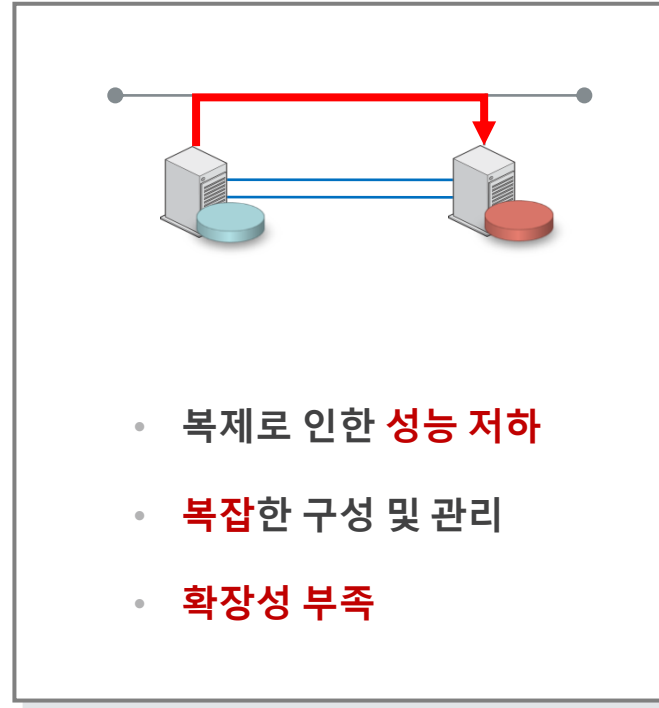 • 복제로 인한 성능 저하
• 복잡한 구성 및 관리
• 확장성 부족